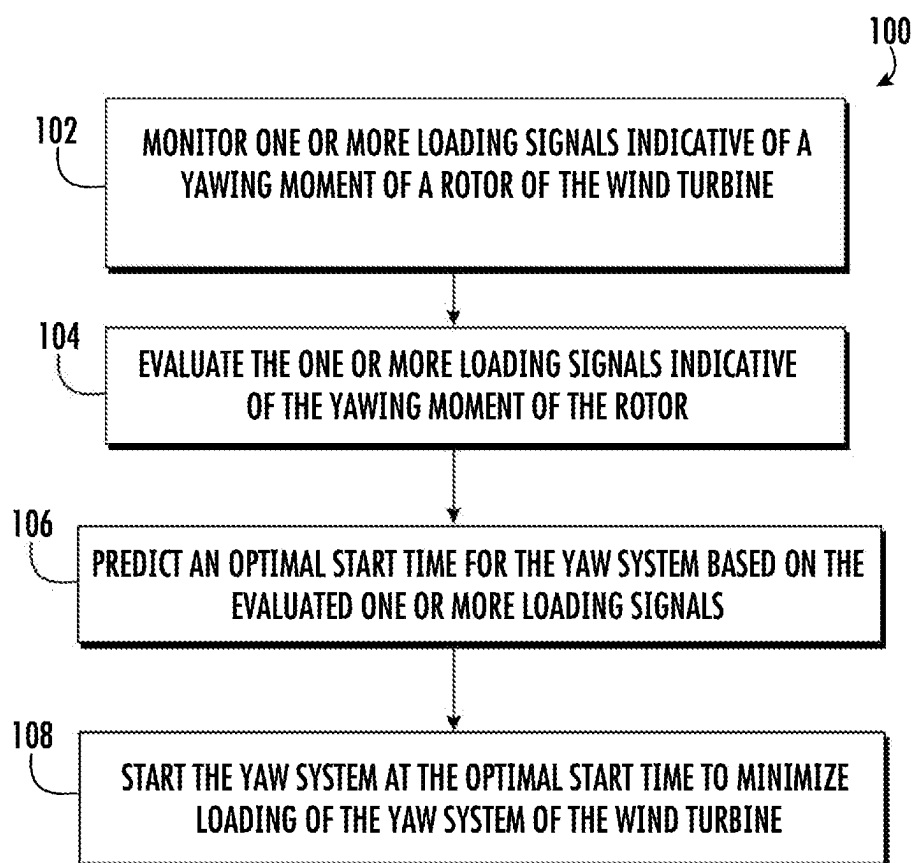 100
102
MONITOR ONE OR MORE LOADING SIGNALS INDICATIVE OF A
YAWING MOMENT OF A ROTOR OF THE WIND TURBINE
104
EVALUATE THE ONE OR MORE LOADING SIGNALS INDICATIVE
OF THE YAWING MOMENT OF THE ROTOR
106
PREDICT AN OPTIMAL START TIME FOR THE YAW SYSTEM BASED ON THE
EVALUATED ONE OR MORE LOADING SIGNALS
108
START THE YAW SYSTEM AT THE OPTIMAL START TIME TO MINIMIZE
LOADING OF THE YAW SYSTEM OF THE WIND TURBINE